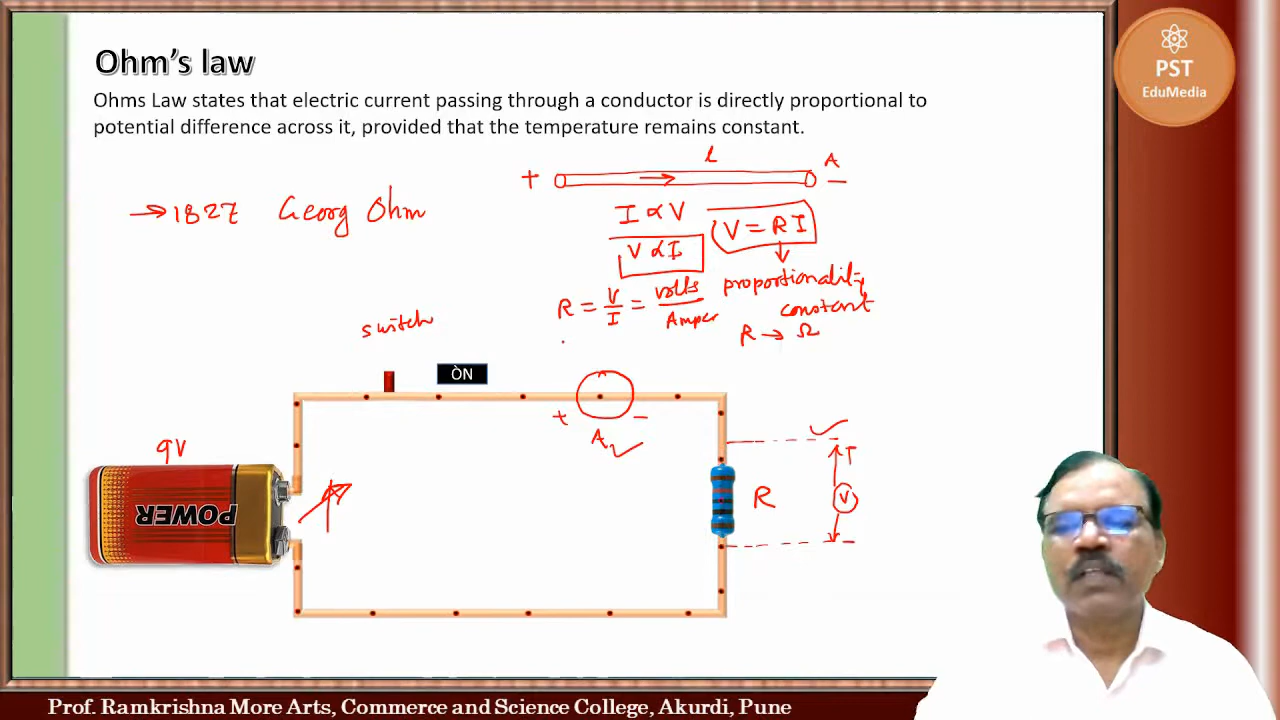 Ohm's law
PST
EduMedia
Ohms Law states that electric current passing through a conductor is directly proportional to
potential difference across it, provided that the temperature remains constant.
l
A
+ −
→ 1827 Georg Ohm
I ∝ V
V = R I
V ∝ I
proportionality
constant
R = V/I = Volts/Amper
R → Ω
switch
ÒN
+ −
A
9V
POWER
R
+
V
−
Prof. Ramkrishna More Arts, Commerce and Science College, Akurdi, Pune